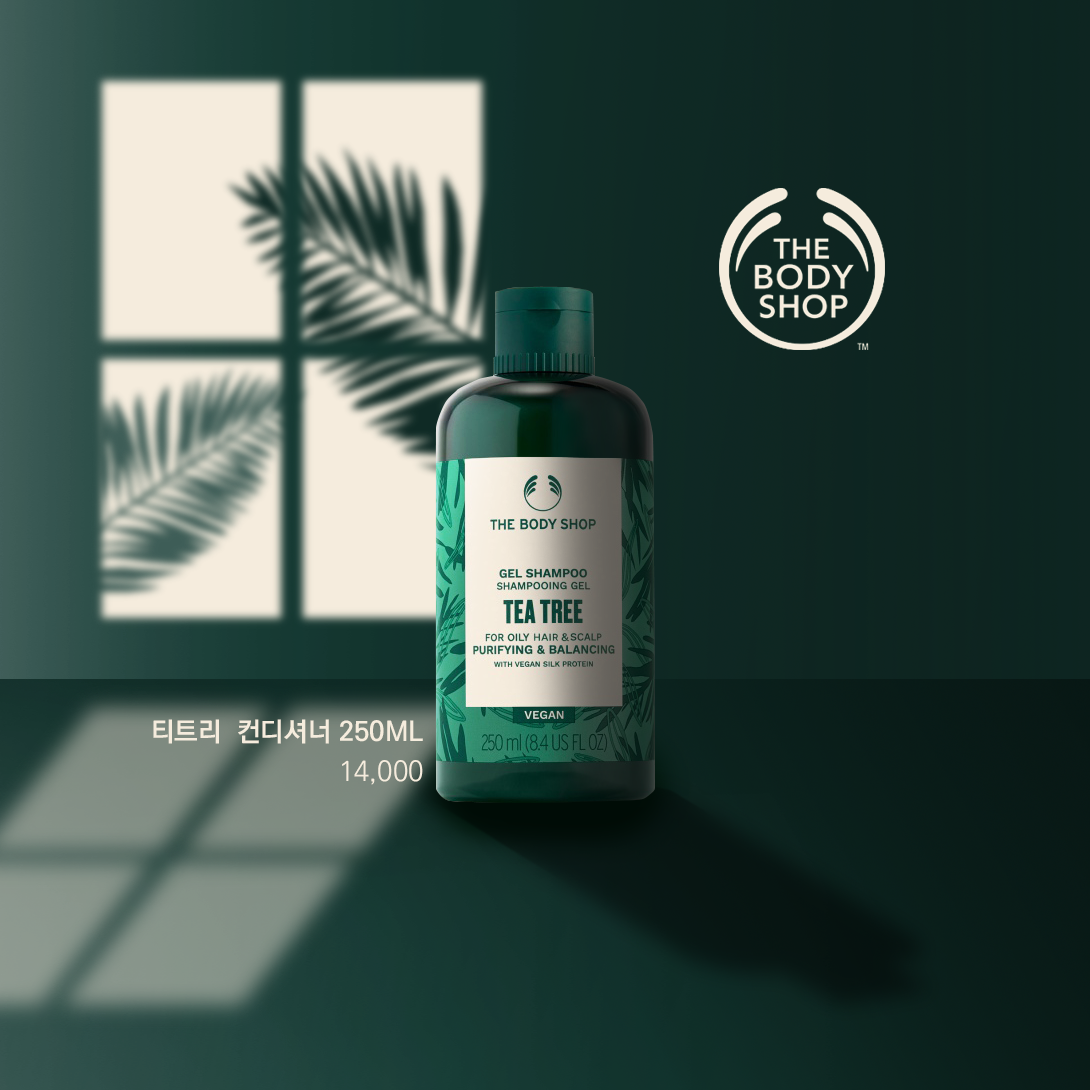 THE
BODY
SHOP
TM
THE BODY SHOP
GEL SHAMPOO
SHAMPOOING GEL
TEA TREE
FOR OILY HAIR & SCALP
PURIFYING & BALANCING
WITH VEGAN SILK PROTEIN
VEGAN
250 ml (8.4 US FL OZ)
티트리 컨디셔너 250ML
14,000